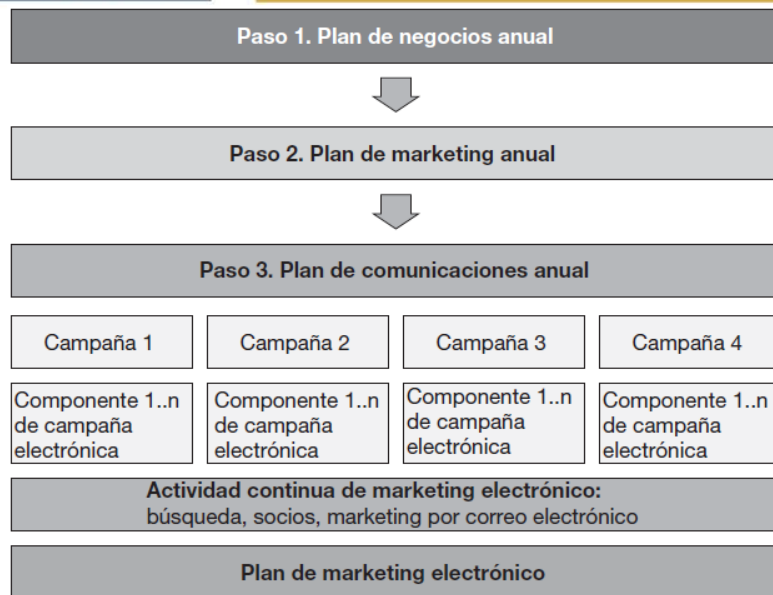 Paso 1. Plan de negocios anual
Paso 2. Plan de marketing anual
Paso 3. Plan de comunicaciones anual
Campaña 1
Campaña 2
Campaña 3
Campaña 4
Componente 1..n
de campaña
electrónica
Componente 1..n
de campaña
electrónica
Componente 1..n
de campaña
electrónica
Componente 1..n
de campaña
electrónica
Actividad continua de marketing electrónico:
búsqueda, socios, marketing por correo electrónico
Plan de marketing electrónico